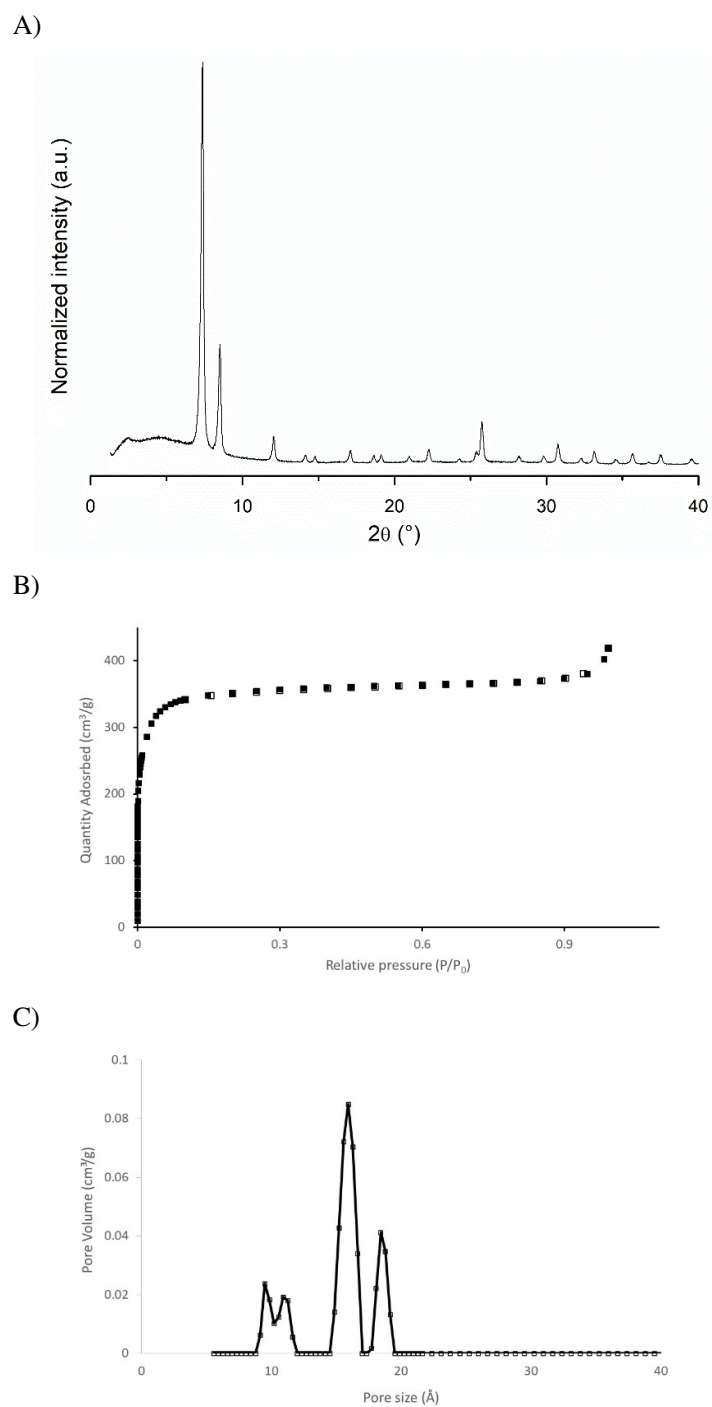 A)
Normalized intensity (a.u.)
0 10 20 30 40
2θ (°)
B)
Quantity Adosrbed (cm³/g)
400
300
200
100
0
0 0.3 0.6 0.9
Relative pressure (P/P₀)
C)
Pore Volume (cm³/g)
0.1
0.08
0.06
0.04
0.02
0
0 10 20 30 40
Pore size (Å)